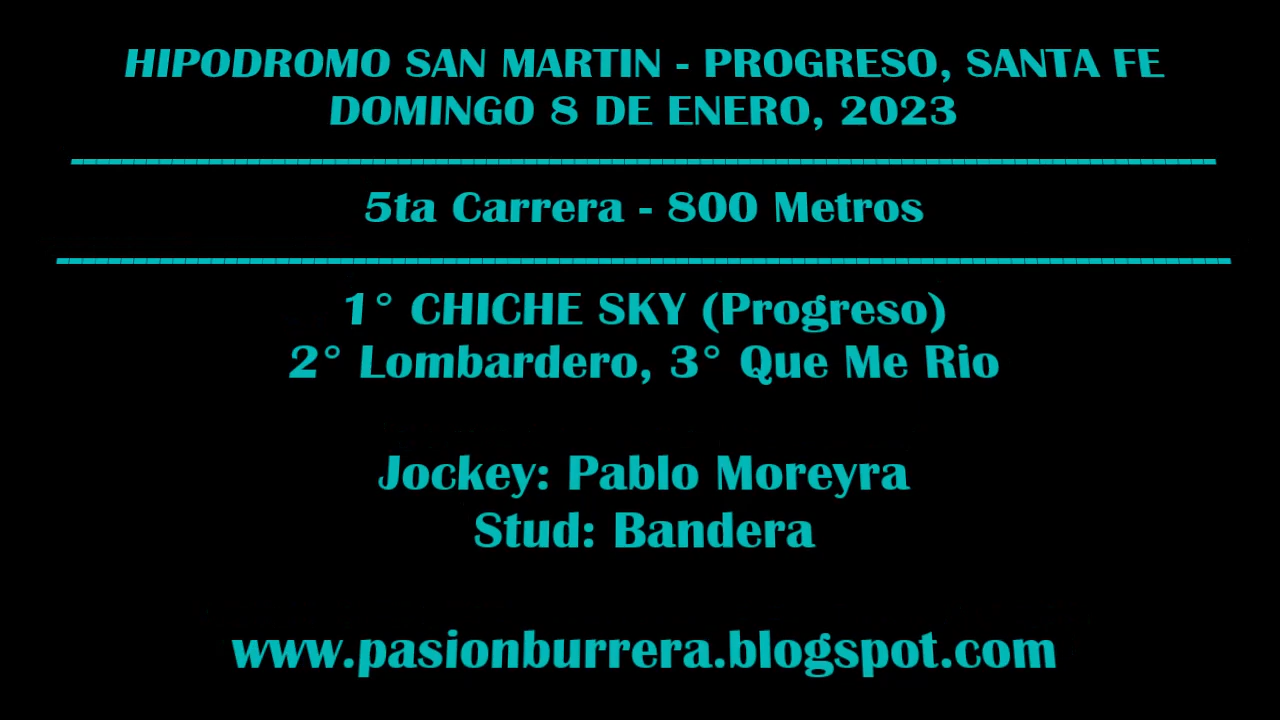 HIPODROMO SAN MARTIN - PROGRESO, SANTA FE
DOMINGO 8 DE ENERO, 2023
5ta Carrera - 800 Metros
1° CHICHE SKY (Progreso)
2° Lombardero, 3° Que Me Rio
Jockey: Pablo Moreyra
Stud: Bandera
www.pasionburrera.blogspot.com